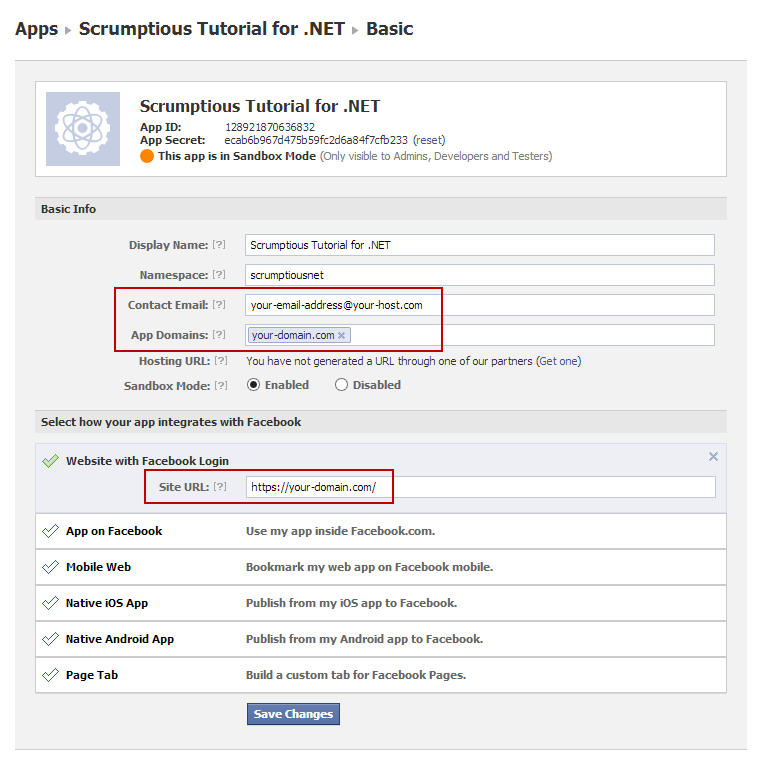 Apps ▸ Scrumptious Tutorial for .NET ▸ Basic
Scrumptious Tutorial for .NET
App ID: 128921870636832
App Secret: ecab6b967d475b59fc2d6a84f7cfb233 (reset)
This app is in Sandbox Mode (Only visible to Admins, Developers and Testers)
Basic Info
Display Name: [?] Scrumptious Tutorial for .NET
Namespace: [?] scrumptiousnet
Contact Email: [?] your-email-address@your-host.com
App Domains: [?] your-domain.com ×
Hosting URL: [?] You have not generated a URL through one of our partners (Get one)
Sandbox Mode: [?] Enabled Disabled
Select how your app integrates with Facebook
Website with Facebook Login ×
Site URL: [?] https://your-domain.com/
App on Facebook Use my app inside Facebook.com.
Mobile Web Bookmark my web app on Facebook mobile.
Native iOS App Publish from my iOS app to Facebook.
Native Android App Publish from my Android app to Facebook.
Page Tab Build a custom tab for Facebook Pages.
Save Changes